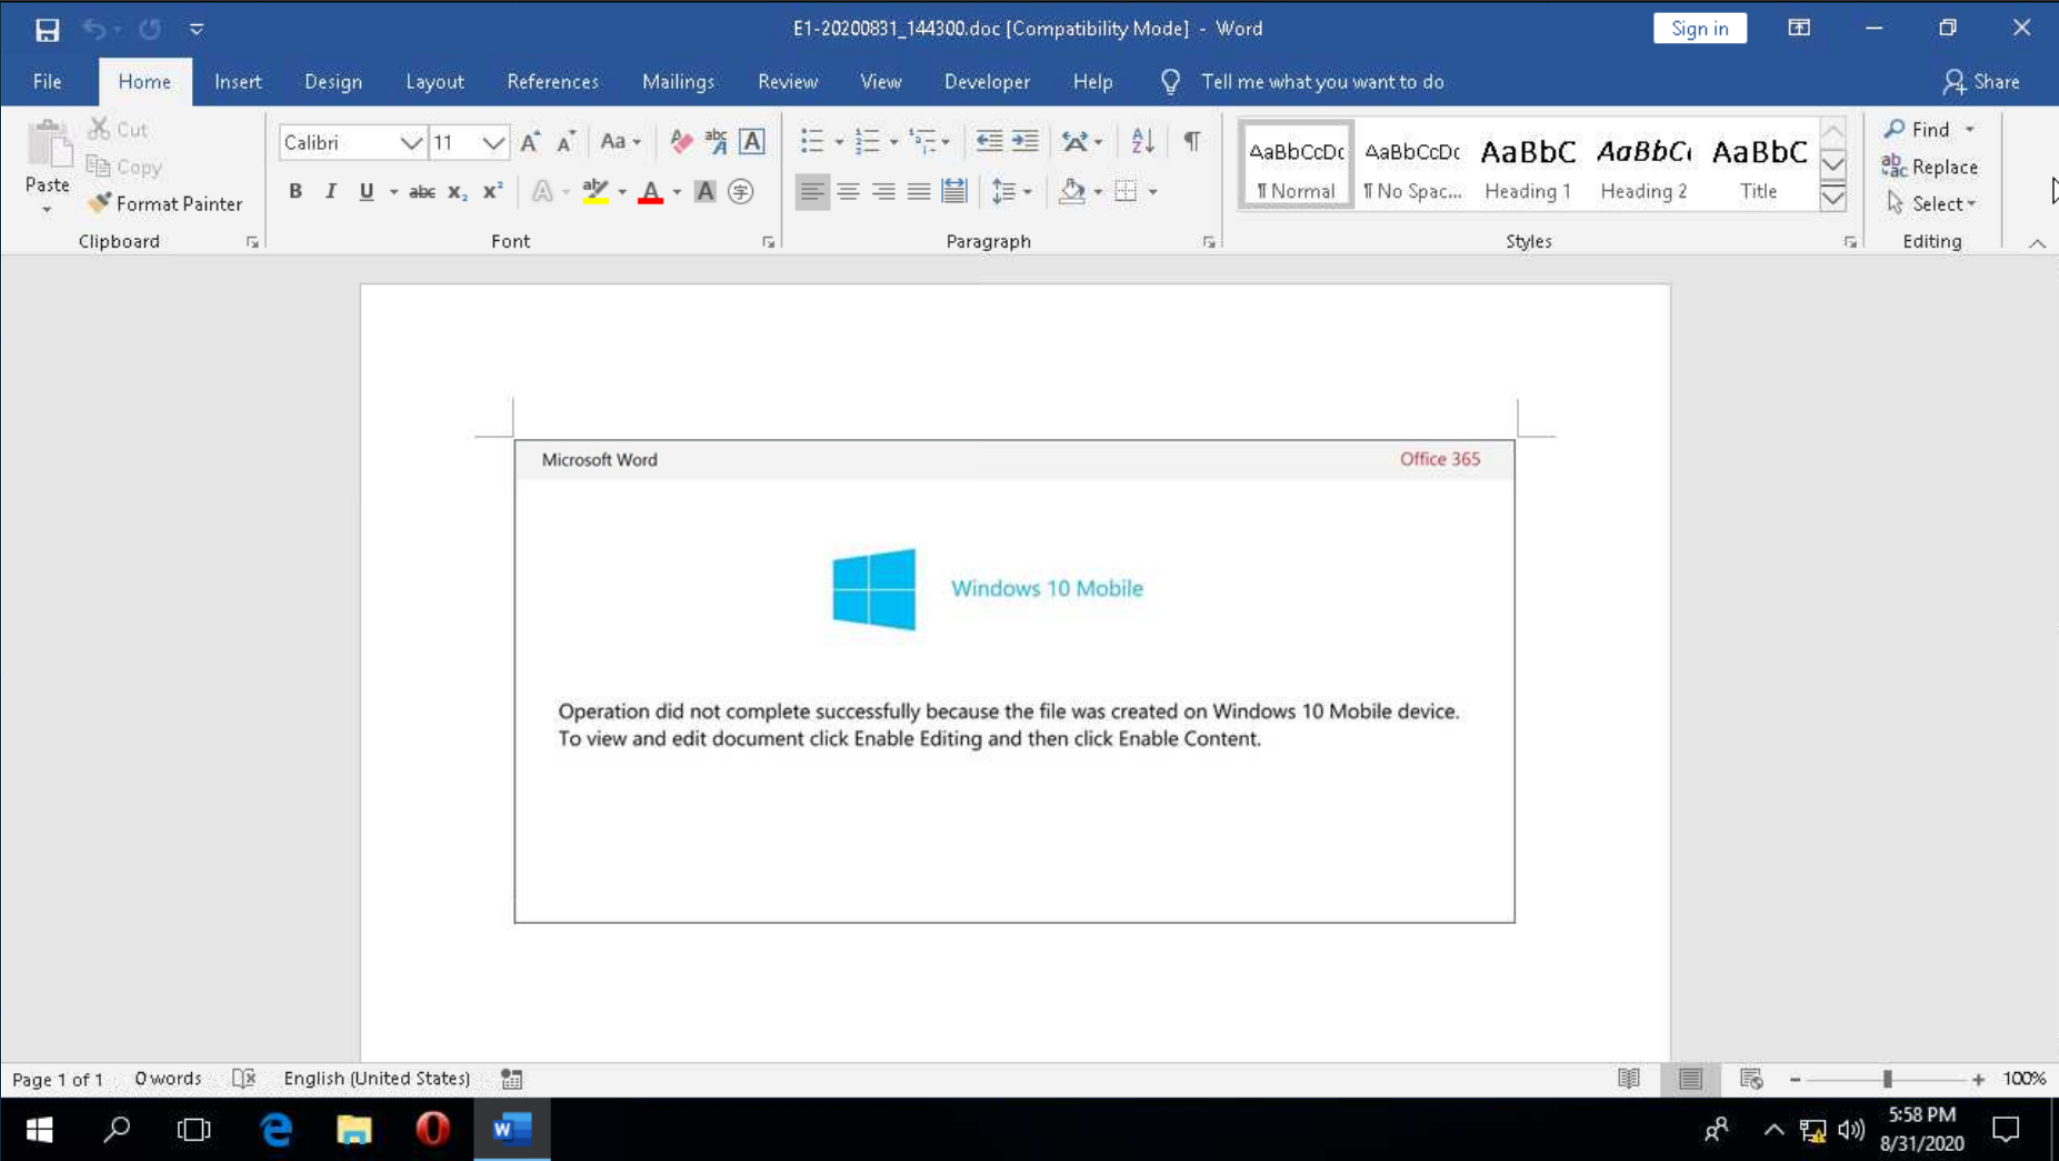 E1-20200831_144300.doc [Compatibility Mode] - Word
Sign in
File Home Insert Design Layout References Mailings Review View Developer Help Tell me what you want to do Share
Paste
Cut
Copy
Format Painter
Clipboard
Calibri 11
Aa
B I U abc x₂ x²
Font
Paragraph
AaBbCcDc AaBbCcDc AaBbC AaBbCc AaBbC
¶ Normal ¶ No Spac... Heading 1 Heading 2 Title
Styles
Find
Replace
Select
Editing
Microsoft Word Office 365
Windows 10 Mobile
Operation did not complete successfully because the file was created on Windows 10 Mobile device.
To view and edit document click Enable Editing and then click Enable Content.
Page 1 of 1 0 words English (United States) 100%
5:58 PM
8/31/2020